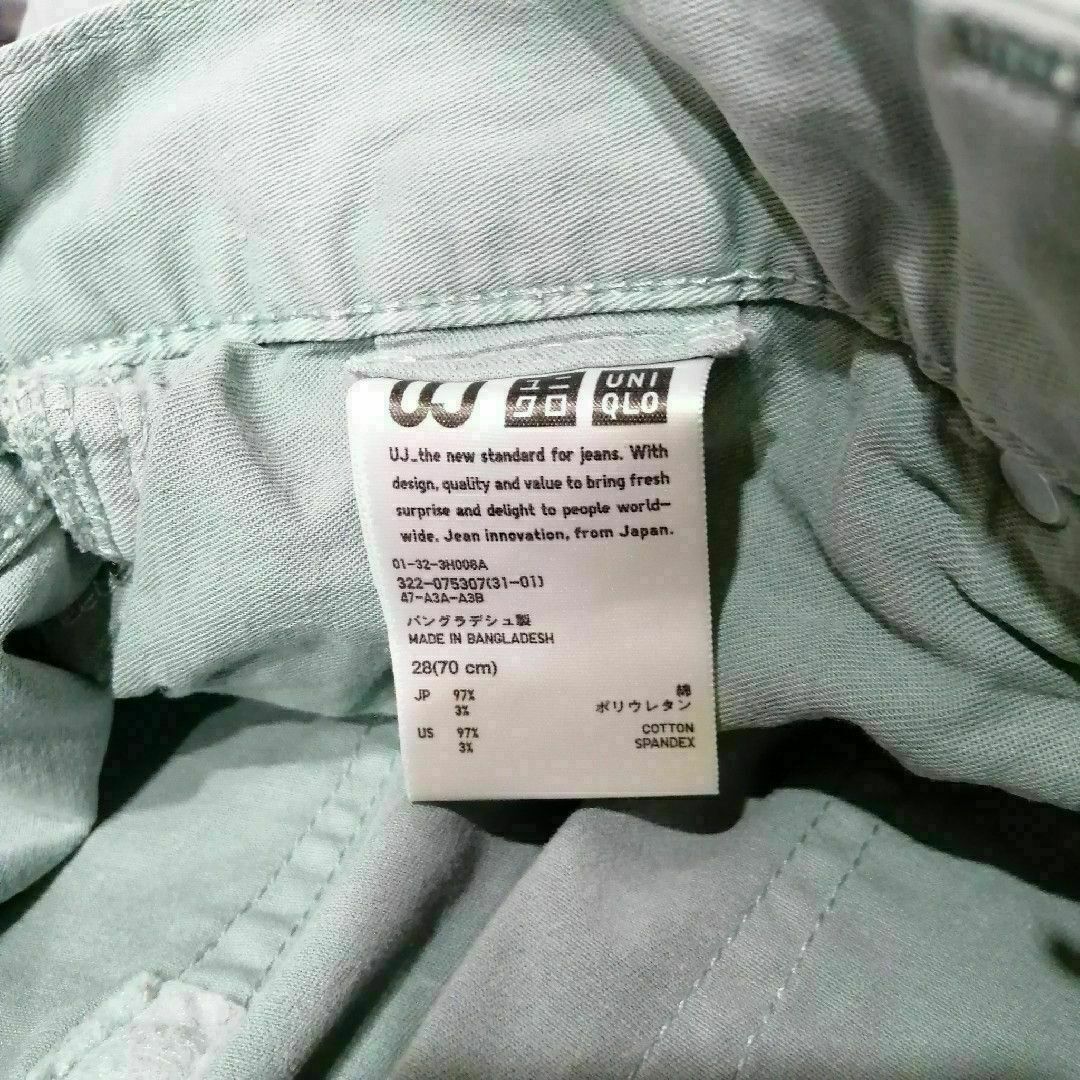 UJ
ユニ UNI
クロ QLO
UJ_the new standard for jeans. With
design, quality and value to bring fresh
surprise and delight to people world-
wide. Jean innovation, from Japan.
01-32-3H006A
322-075307(31-01)
47-A3A-A3B
バングラデシュ製
MADE IN BANGLADESH
28(70 cm)
JP 97% 綿
3% ポリウレタン
US 97% COTTON
3% SPANDEX